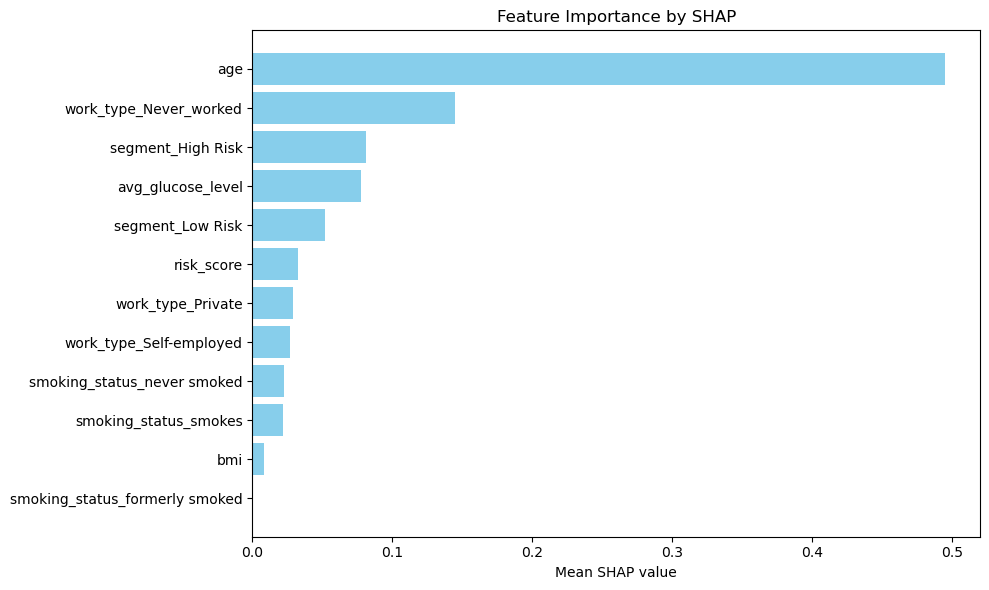 Feature Importance by SHAP
age
work_type_Never_worked
segment_High Risk
avg_glucose_level
segment_Low Risk
risk_score
work_type_Private
work_type_Self-employed
smoking_status_never smoked
smoking_status_smokes
bmi
smoking_status_formerly smoked
0.0 0.1 0.2 0.3 0.4 0.5
Mean SHAP value